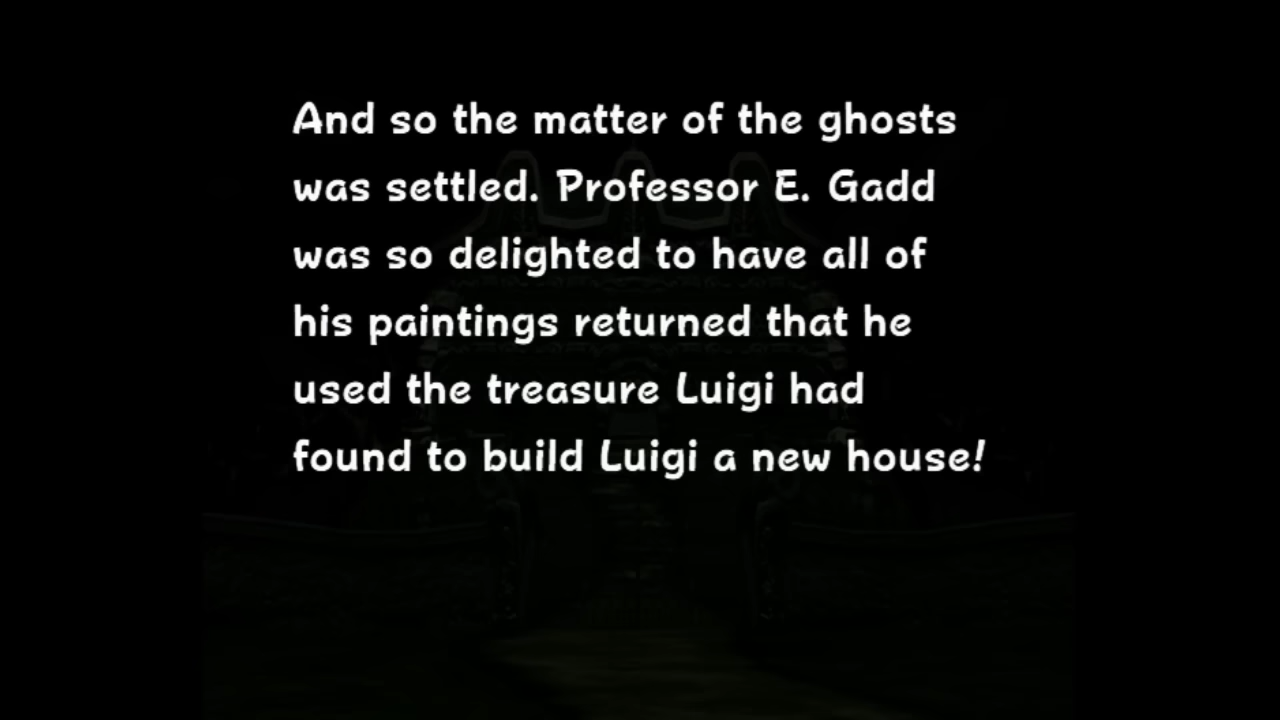 And so the matter of the ghosts
was settled. Professor E. Gadd
was so delighted to have all of
his paintings returned that he
used the treasure Luigi had
found to build Luigi a new house!